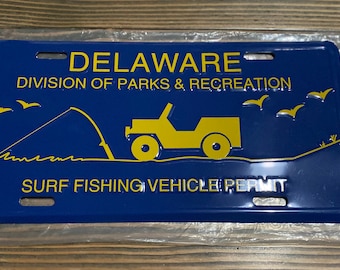 DELAWARE
DIVISION OF PARKS & RECREATION
SURF FISHING VEHICLE PERMIT